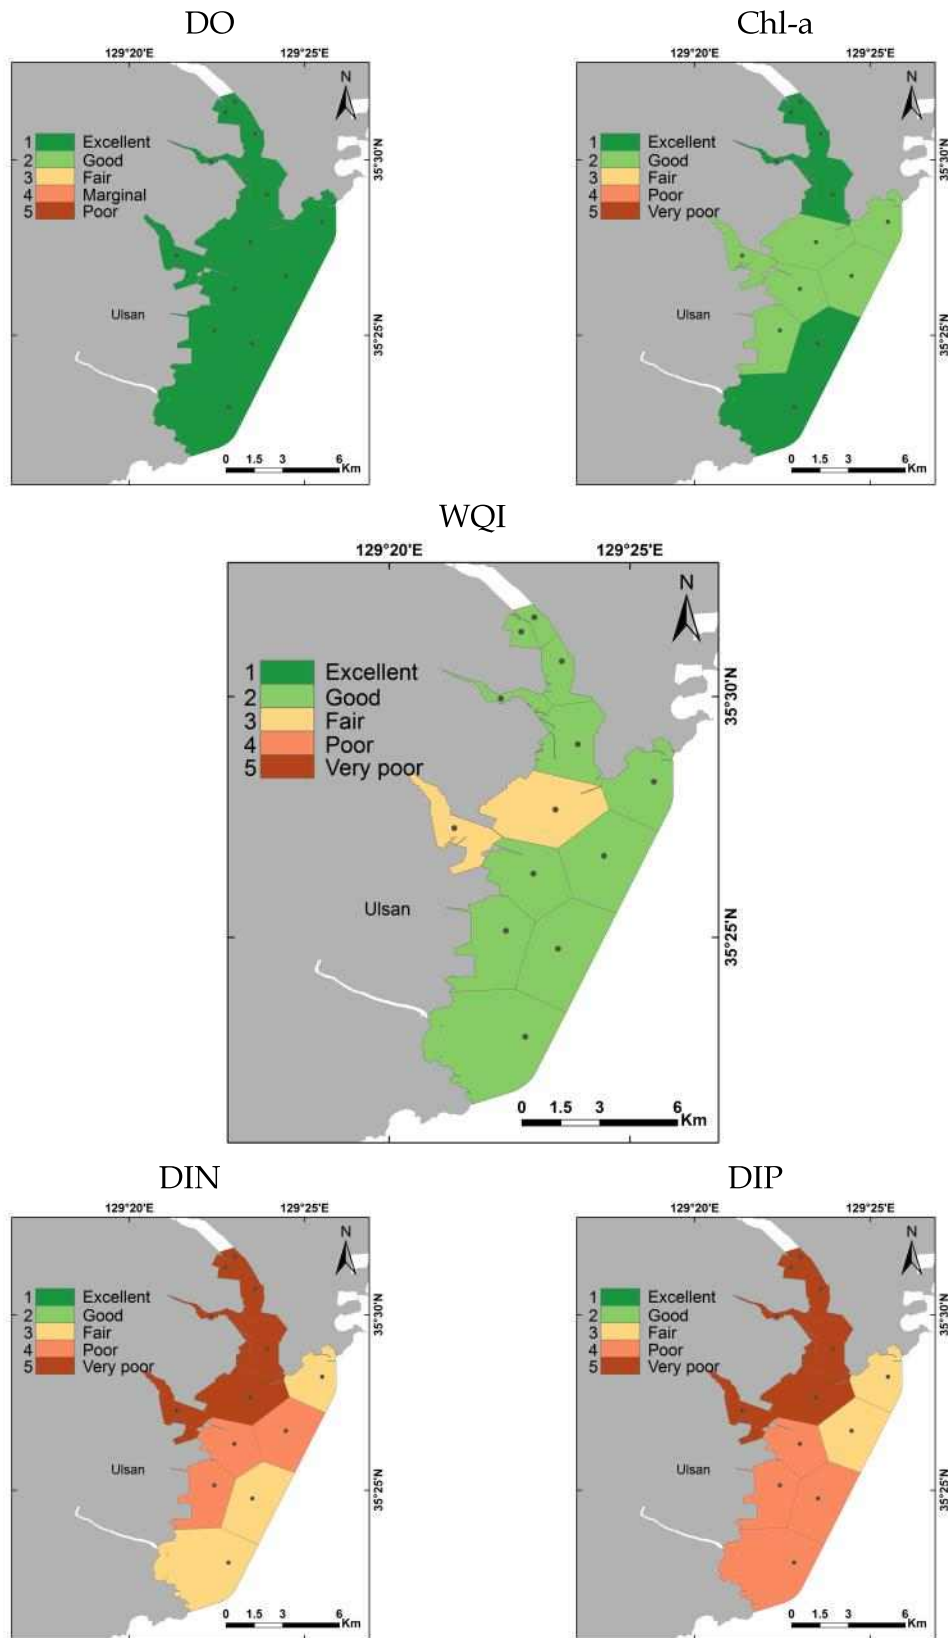 DO
129°20'E 129°25'E
N
1 Excellent
2 Good
3 Fair
4 Marginal
5 Poor
35°30'N
Ulsan
35°25'N
0 1.5 3 6
Km
Chl-a
129°20'E 129°25'E
N
1 Excellent
2 Good
3 Fair
4 Poor
5 Very poor
35°30'N
Ulsan
35°25'N
0 1.5 3 6
Km
WQI
129°20'E 129°25'E
N
1 Excellent
2 Good
3 Fair
4 Poor
5 Very poor
35°30'N
Ulsan
35°25'N
0 1.5 3 6
Km
DIN
129°20'E 129°25'E
N
1 Excellent
2 Good
3 Fair
4 Poor
5 Very poor
35°30'N
Ulsan
35°25'N
0 1.5 3 6
Km
DIP
129°20'E 129°25'E
N
1 Excellent
2 Good
3 Fair
4 Poor
5 Very poor
35°30'N
Ulsan
35°25'N
0 1.5 3 6
Km